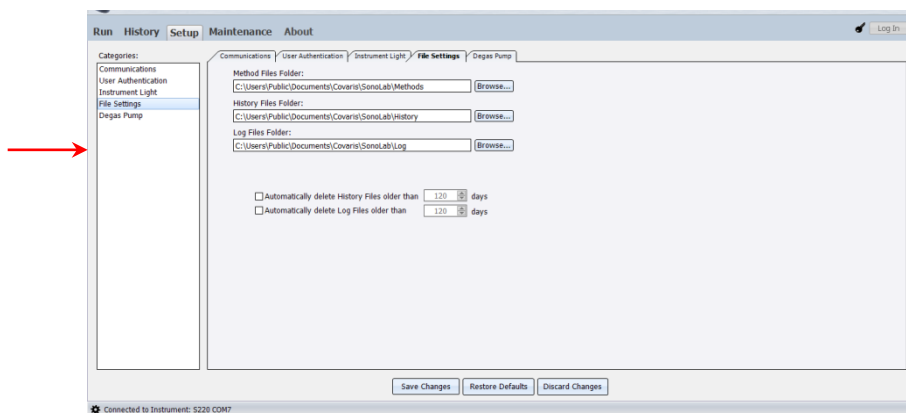 Run History Setup Maintenance About
Log In
Categories:
Communications
User Authentication
Instrument Light
File Settings
Degas Pump
Communications User Authentication Instrument Light File Settings Degas Pump
Method Files Folder:
C:\Users\Public\Documents\Covaris\SonoLab\Methods Browse...
History Files Folder:
C:\Users\Public\Documents\Covaris\SonoLab\History Browse...
Log Files Folder:
C:\Users\Public\Documents\Covaris\SonoLab\Log Browse...
Automatically delete History Files older than 120 days
Automatically delete Log Files older than 120 days
Save Changes Restore Defaults Discard Changes
Connected to Instrument: S220 COM7